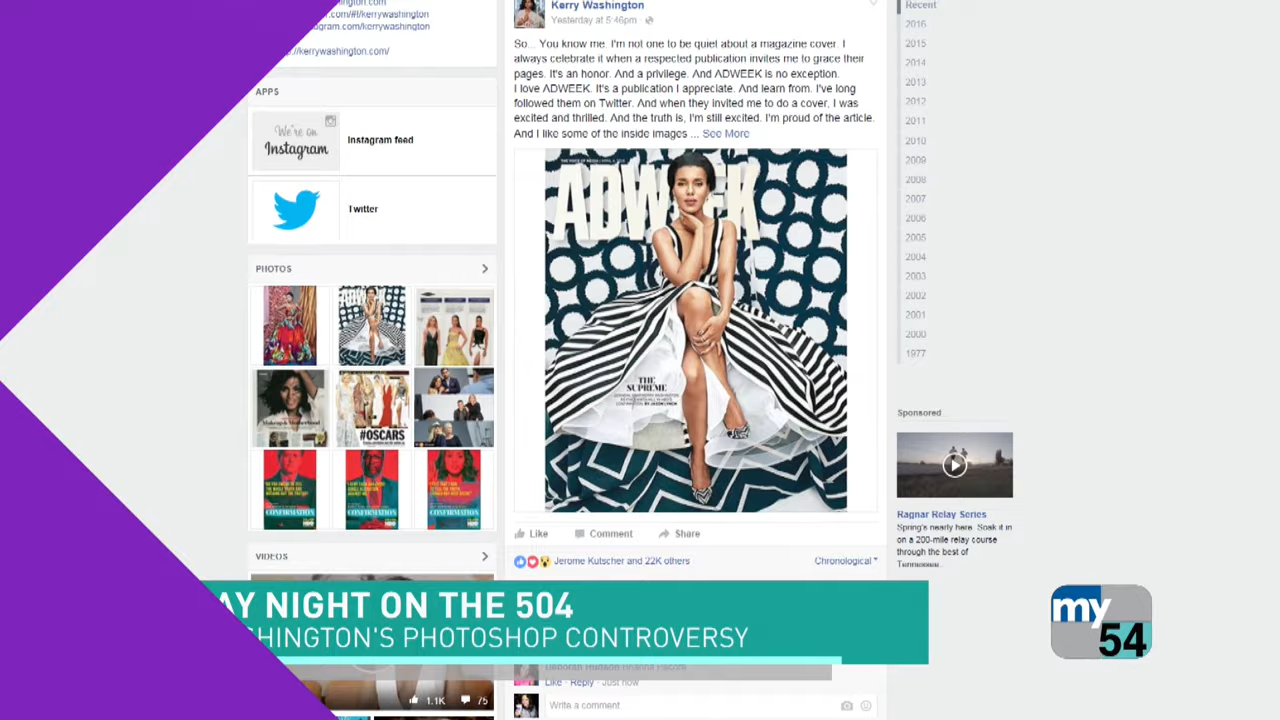 .com/#!/kerrywashington
tagram.com/kerrywashington
://kerrywashington.com/
APPS
We're on
Instagram
Instagram feed
Twitter
PHOTOS
#OSCARS
CONFIRMATION
CONFIRMATION
CONFIRMATION
VIDEOS
1.1K
75
Kerry Washington
Yesterday at 5:46pm
So... You know me. I'm not one to be quiet about a magazine cover. I
always celebrate it when a respected publication invites me to grace their
pages. It's an honor. And a privilege. And ADWEEK is no exception.
I love ADWEEK. It's a publication I appreciate. And learn from. I've long
followed them on Twitter. And when they invited me to do a cover, I was
excited and thrilled. And the truth is, I'm still excited. I'm proud of the article.
And I like some of the inside images ... See More
ADWEEK
THE
SUPREME
Like
Comment
Share
Jerome Kutscher and 22K others
Chronological
Like · Reply · Just now
Write a comment
Recent
2016
2015
2014
2013
2012
2011
2010
2009
2008
2007
2006
2005
2004
2003
2002
2001
2000
1977
Sponsored
Ragnar Relay Series
Spring's nearly here. Soak it in
on a 200-mile relay course
through the best of
Tennessee..
AY NIGHT ON THE 504
SHINGTON'S PHOTOSHOP CONTROVERSY
my
54